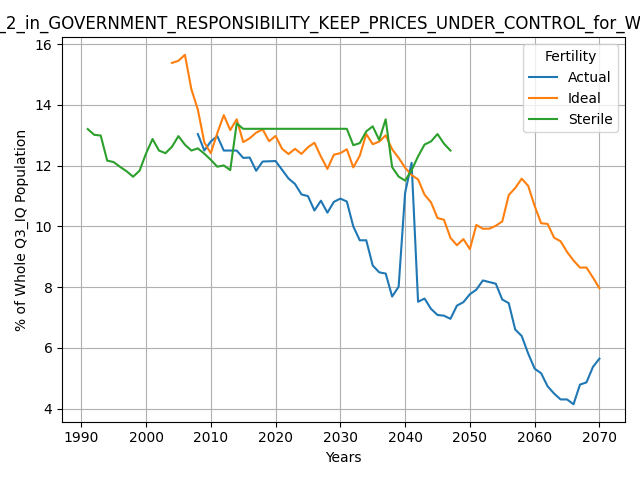 _2_in_GOVERNMENT_RESPONSIBILITY_KEEP_PRICES_UNDER_CONTROL_for_W
16
14
12
10
8
6
4
% of Whole Q3_IQ Population
Fertility
Actual
Ideal
Sterile
1990 2000 2010 2020 2030 2040 2050 2060 2070
Years